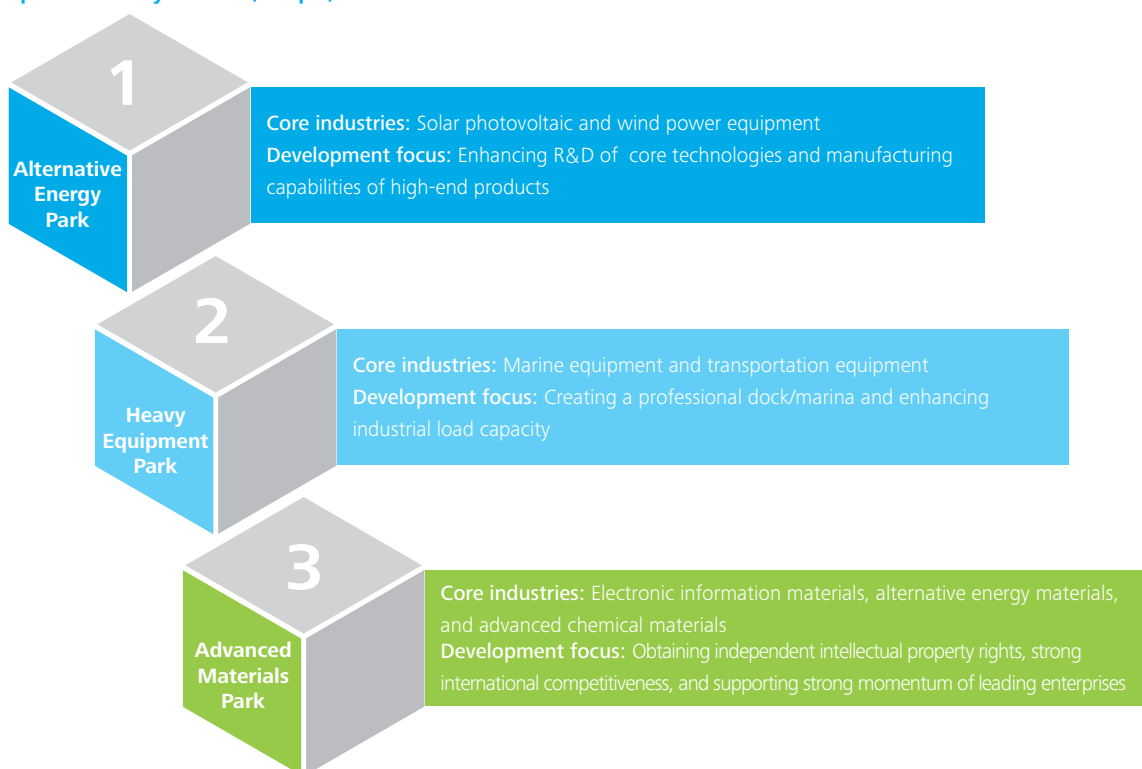 1
Alternative
Energy
Park
Core industries: Solar photovoltaic and wind power equipment
Development focus: Enhancing R&D of core technologies and manufacturing
capabilities of high-end products
2
Heavy
Equipment
Park
Core industries: Marine equipment and transportation equipment
Development focus: Creating a professional dock/marina and enhancing
industrial load capacity
3
Advanced
Materials
Park
Core industries: Electronic information materials, alternative energy materials,
and advanced chemical materials
Development focus: Obtaining independent intellectual property rights, strong
international competitiveness, and supporting strong momentum of leading enterprises